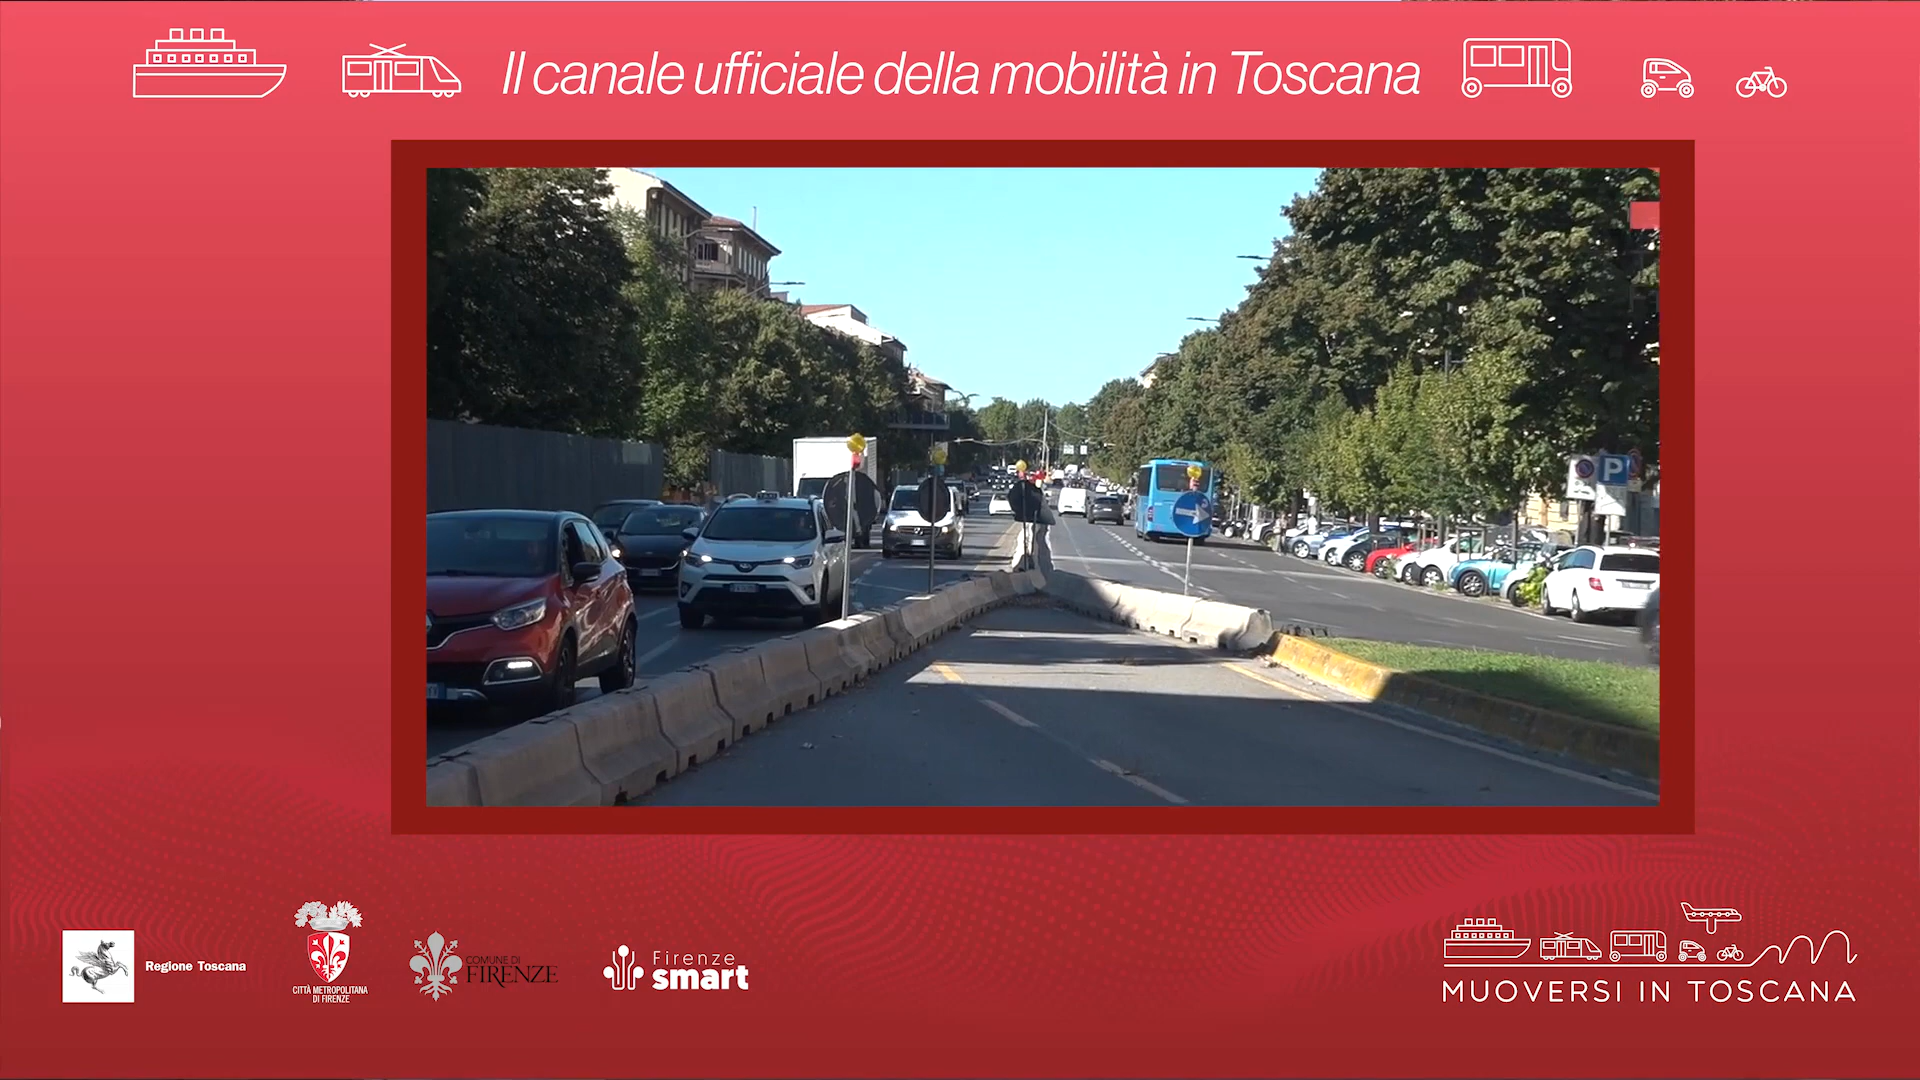 Il canale ufficiale della mobilità in Toscana
P
Regione Toscana
CITTÀ METROPOLITANA
DI FIRENZE
COMUNE DI
FIRENZE
Firenze
smart
MUOVERSI IN TOSCANA